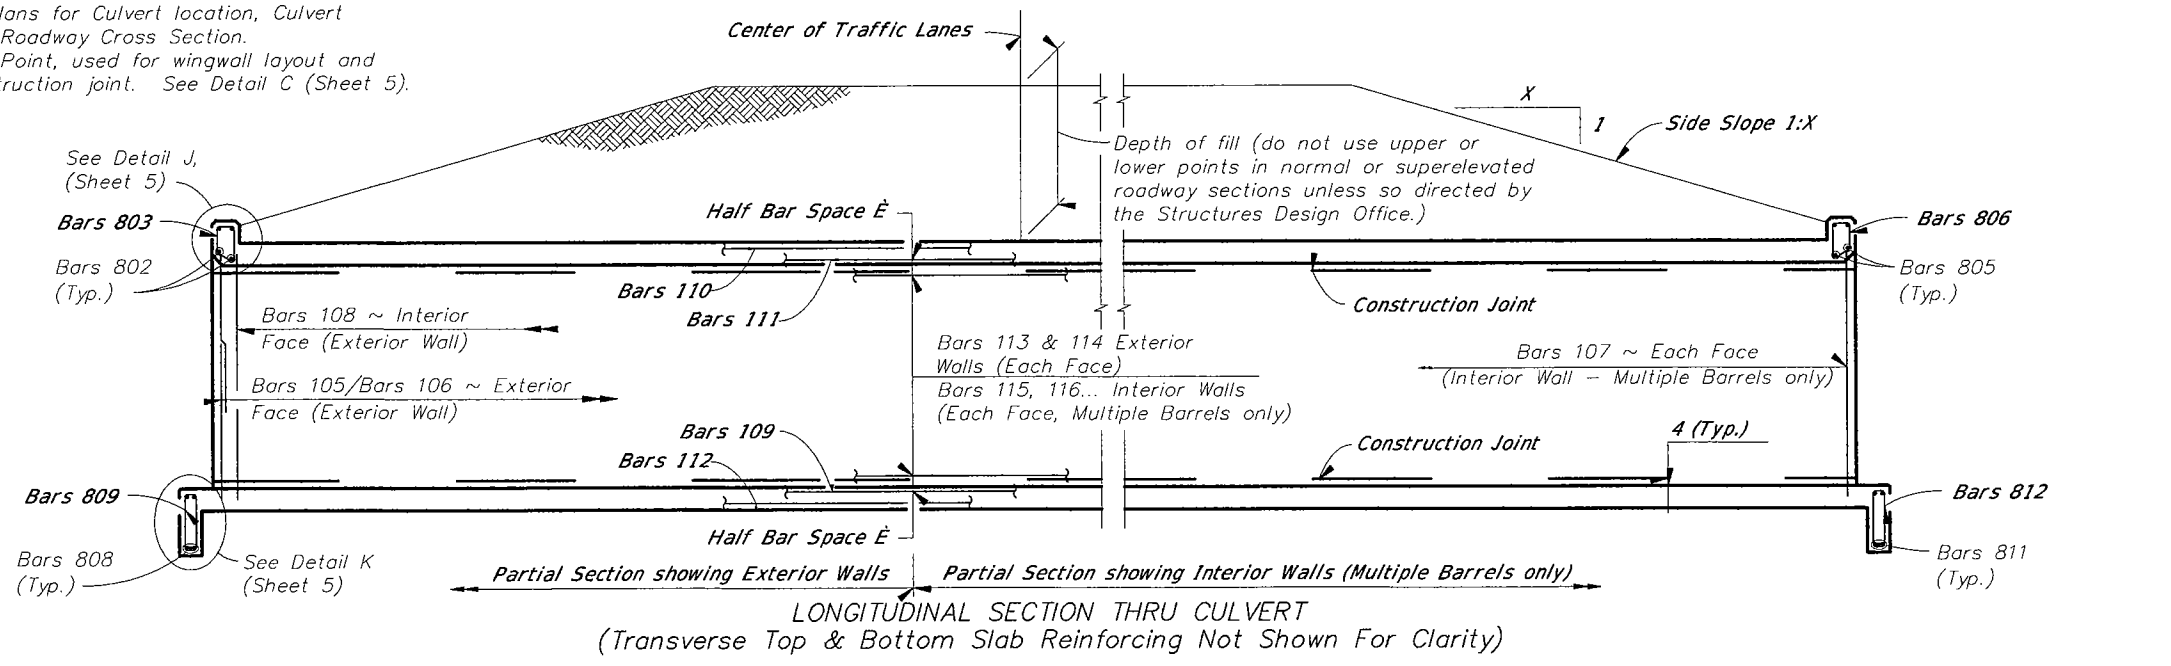 lans for Culvert location, Culvert
Roadway Cross Section.
Point, used for wingwall layout and
truction joint. See Detail C (Sheet 5).
Center of Traffic Lanes
X
1
Side Slope 1:X
Depth of fill (do not use upper or
lower points in normal or superelevated
roadway sections unless so directed by
the Structures Design Office.)
See Detail J,
(Sheet 5)
Bars 803
Bars 802
(Typ.)
Half Bar Space È
Bars 806
Bars 805
(Typ.)
Bars 110
Bars 111
Construction Joint
Bars 108 ~ Interior
Face (Exterior Wall)
Bars 105/Bars 106 ~ Exterior
Face (Exterior Wall)
Bars 113 & 114 Exterior
Walls (Each Face)
Bars 115, 116... Interior Walls
(Each Face, Multiple Barrels only)
Bars 107 ~ Each Face
(Interior Wall - Multiple Barrels only)
Bars 109
Bars 112
Construction Joint
4 (Typ.)
Bars 809
Bars 808
(Typ.)
See Detail K
(Sheet 5)
Half Bar Space È
Bars 812
Bars 811
(Typ.)
Partial Section showing Exterior Walls
Partial Section showing Interior Walls (Multiple Barrels only)
LONGITUDINAL SECTION THRU CULVERT
(Transverse Top & Bottom Slab Reinforcing Not Shown For Clarity)